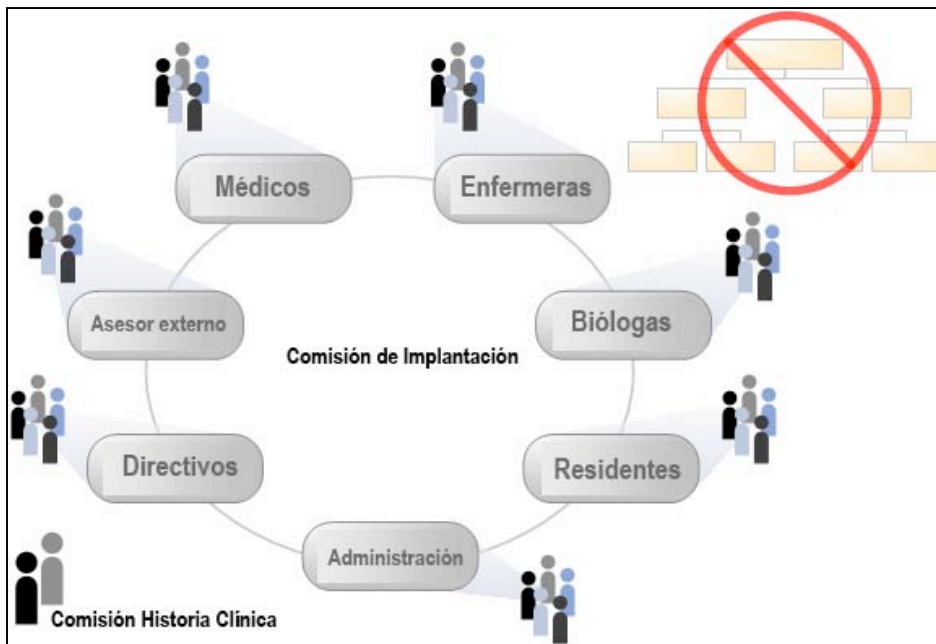 Médicos
Enfermeras
Asesor externo
Biólogas
Comisión de Implantación
Directivos
Residentes
Administración
Comisión Historia Clínica